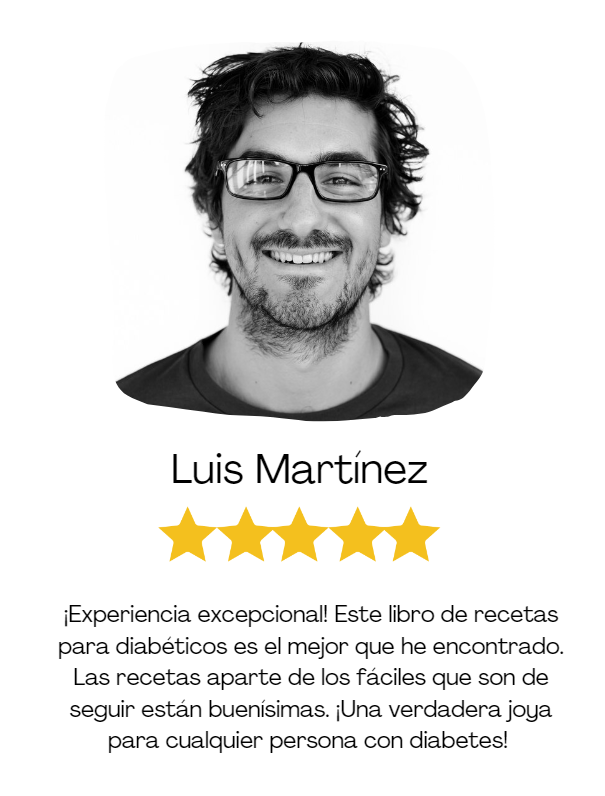 Luis Martínez
¡Experiencia excepcional! Este libro de recetas
para diabéticos es el mejor que he encontrado.
Las recetas aparte de los fáciles que son de
seguir están buenísimas. ¡Una verdadera joya
para cualquier persona con diabetes!